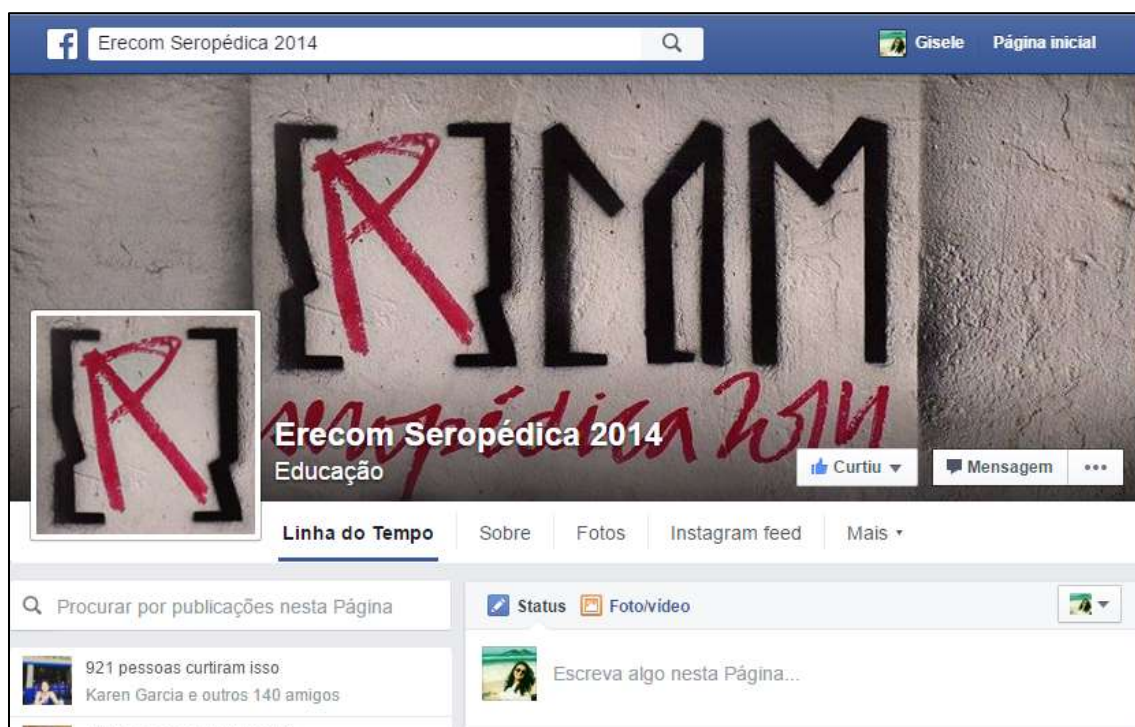 f Erecom Seropédica 2014 Gisele Página inicial
[R]COM
seropédica 2014
[R]
Erecom Seropédica 2014
Educação
Curtiu Mensagem ...
Linha do Tempo Sobre Fotos Instagram feed Mais
Procurar por publicações nesta Página
Status Foto/vídeo
921 pessoas curtiram isso
Karen Garcia e outros 140 amigos
Escreva algo nesta Página...